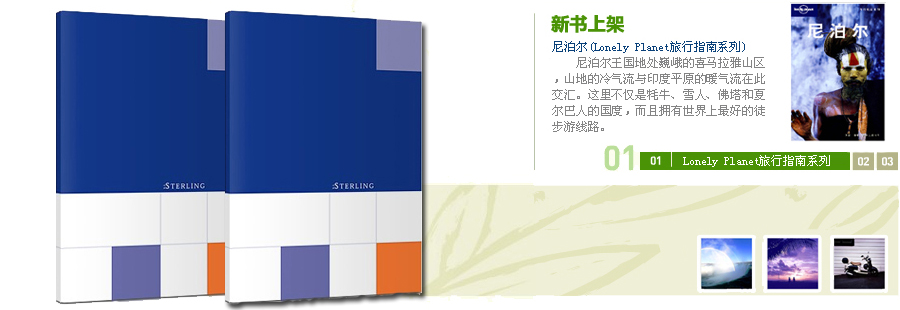 :STERLING
:STERLING
新书上架
尼泊尔(Lonely Planet旅行指南系列)
尼泊尔王国地处巍峨的喜马拉雅山区
，山地的冷气流与印度平原的暖气流在此
交汇。这里不仅是牦牛、雪人、佛塔和夏
尔巴人的国度，而且拥有世界上最好的徒
步游线路。
尼泊尔
01
01 Lonely Planet旅行指南系列 02 03